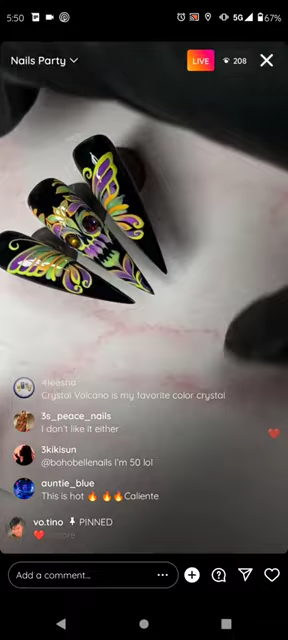 5:50
5G
67%
Nails Party
LIVE
208
4leesha
Crystal Volcano is my favorite color crystal
3s_peace_nails
I don't like it either
3kikisun
@bohobellenails I'm 50 lol
auntie_blue
This is hot 🔥 🔥🔥Caliente
vo.tino PINNED
❤️
Add a comment...